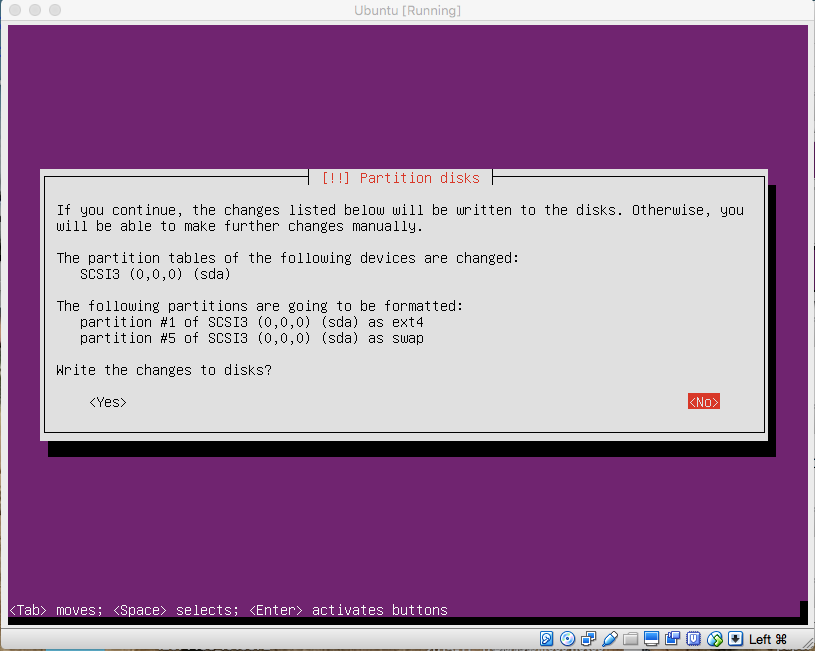 Ubuntu [Running]
[!!] Partition disks
If you continue, the changes listed below will be written to the disks. Otherwise, you
will be able to make further changes manually.
The partition tables of the following devices are changed:
SCSI3 (0,0,0) (sda)
The following partitions are going to be formatted:
partition #1 of SCSI3 (0,0,0) (sda) as ext4
partition #5 of SCSI3 (0,0,0) (sda) as swap
Write the changes to disks?
<Yes> <No>
<Tab> moves; <Space> selects; <Enter> activates buttons
Left ⌘